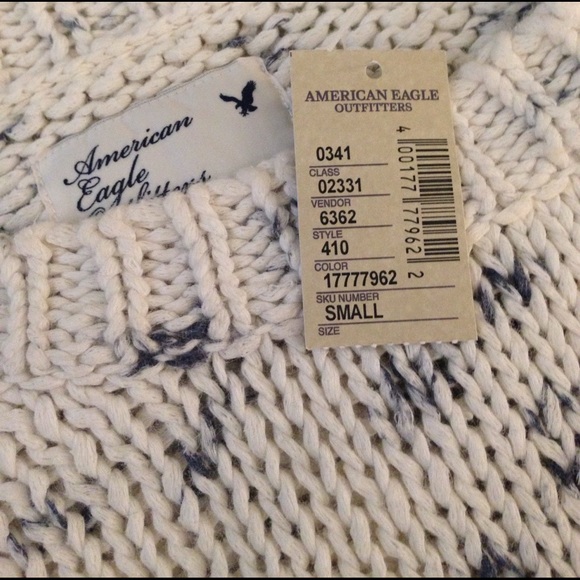 American
Eagle
Outfitters
AMERICAN EAGLE
OUTFITTERS
0341
CLASS
02331
VENDOR
6362
STYLE
410
COLOR
17777962
SKU NUMBER
SMALL
SIZE
4 00177 77962 2